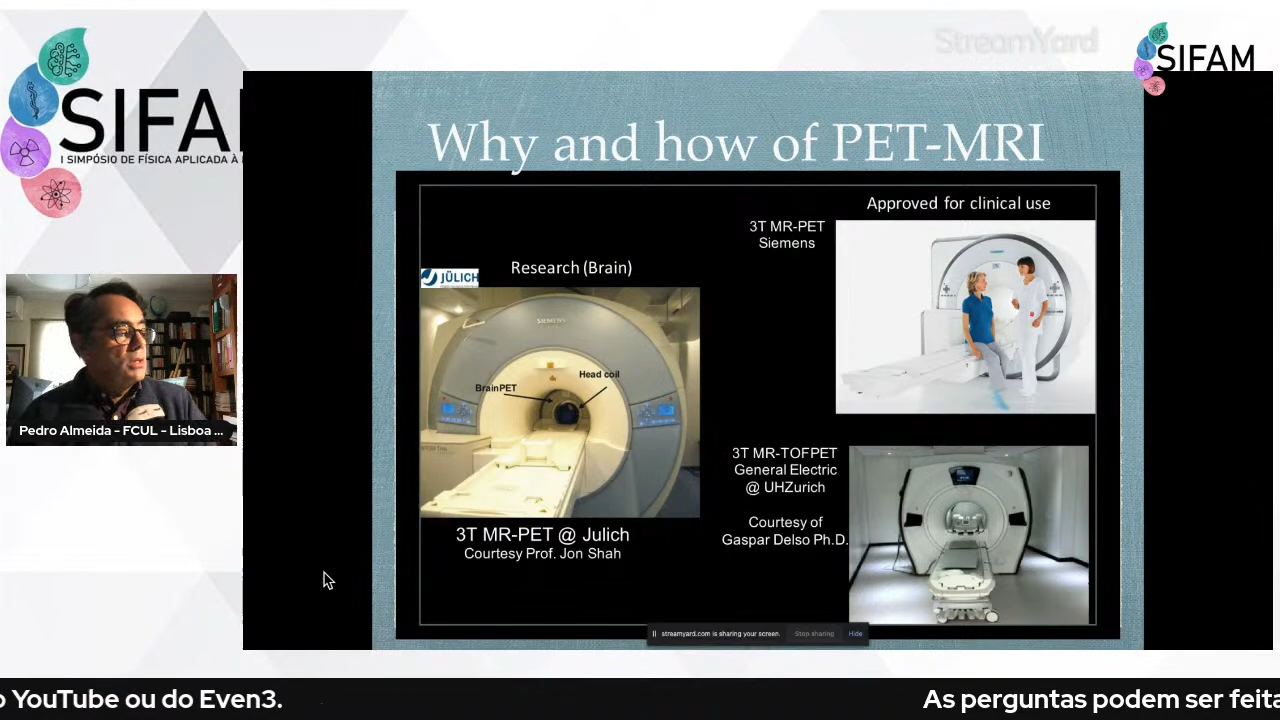 StreamYard
SIFAM
SIFA
I SIMPÓSIO DE FÍSICA APLICADA À
Why and how of PET-MRI
Approved for clinical use
3T MR-PET
Siemens
Research (Brain)
JÜLICH
SIEMENS
Head coil
BrainPET
3T MR-TOFPET
General Electric
@ UHZurich
Courtesy of
Gaspar Delso Ph.D.
3T MR-PET @ Julich
Courtesy Prof. Jon Shah
Pedro Almeida - FCUL - Lisboa ...
streamyard.com is sharing your screen.
Stop sharing
Hide
o YouTube ou do Even3.
As perguntas podem ser feita